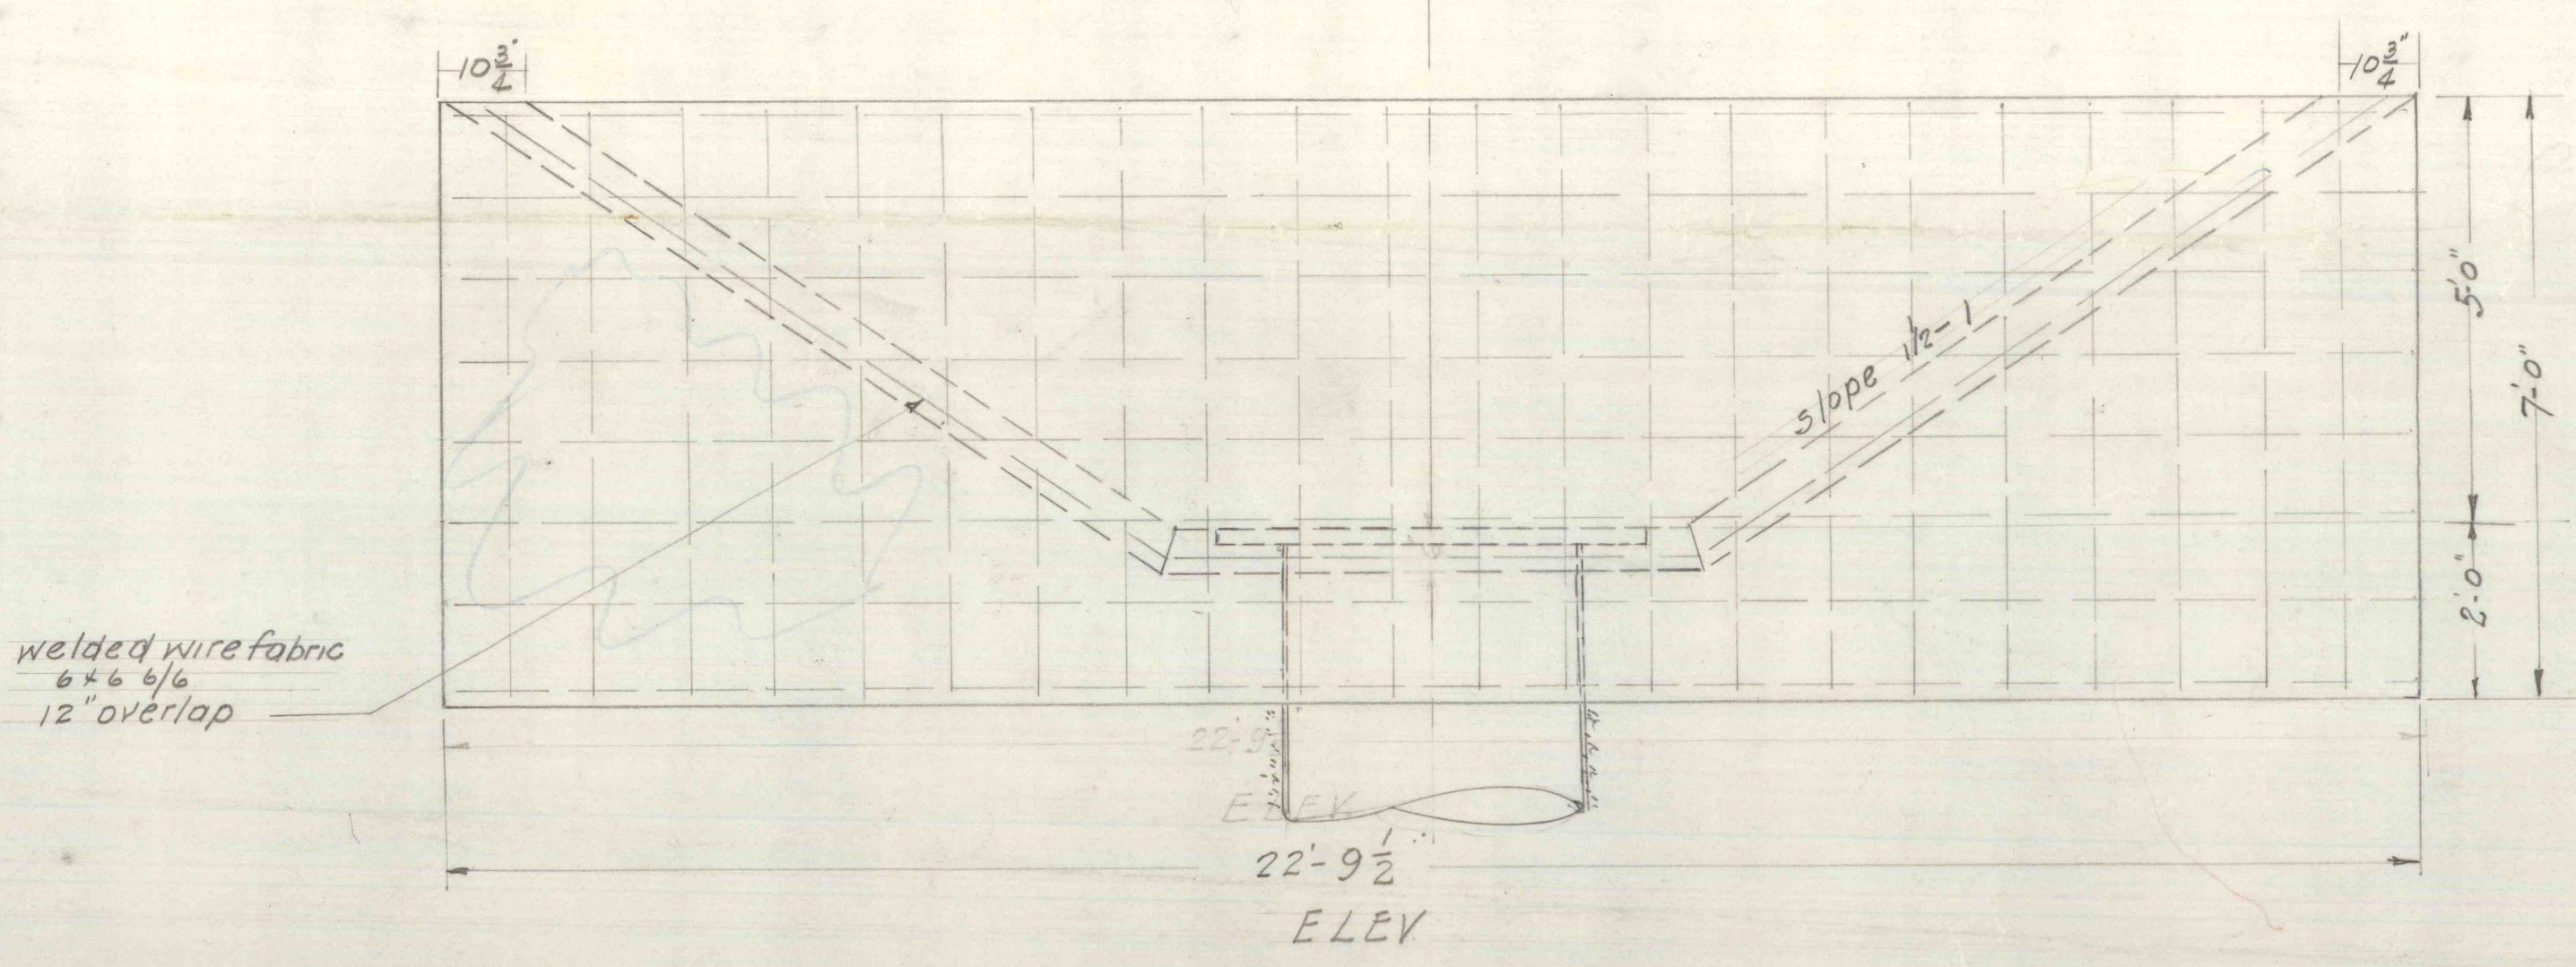 10 3/4"
10 3/4"
slope 1 1/2-1
5'-0"
7'-0"
2'-0"
welded wire fabric
6x6 6/6
12" overlap
22'-9
ELEV
22'-9 1/2
ELEV